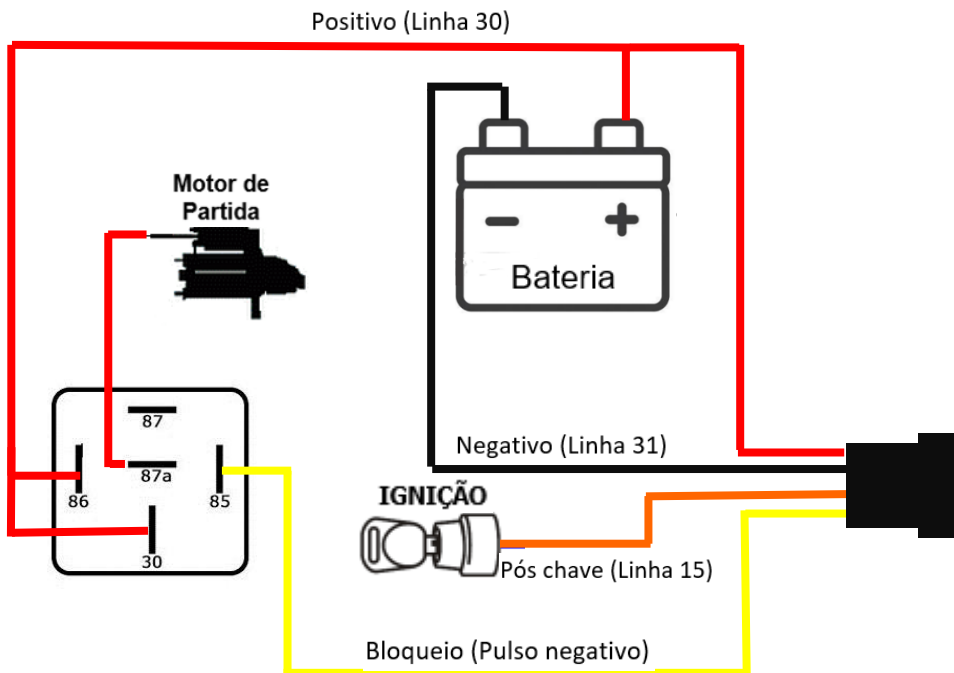 Positivo (Linha 30)
Motor de
Partida
− +
Bateria
87
87a
86
85
30
Negativo (Linha 31)
IGNIÇÃO
Pós chave (Linha 15)
Bloqueio (Pulso negativo)